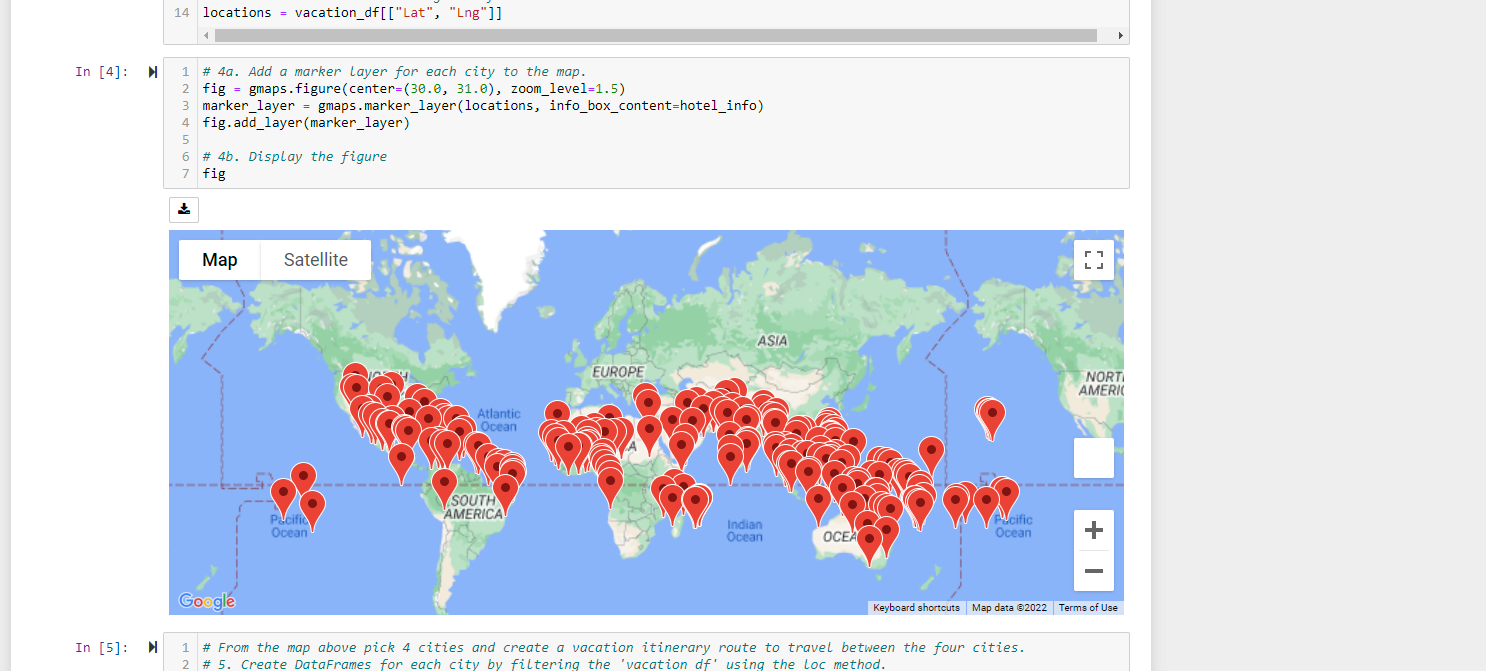 14 locations = vacation_df[["Lat", "Lng"]]
In [4]:
1 # 4a. Add a marker layer for each city to the map.
2 fig = gmaps.figure(center=(30.0, 31.0), zoom_level=1.5)
3 marker_layer = gmaps.marker_layer(locations, info_box_content=hotel_info)
4 fig.add_layer(marker_layer)
5
6 # 4b. Display the figure
7 fig
Map Satellite
ASIA
EUROPE
NORT
AMERIC
Atlantic
Ocean
SOUTH
AMERICA
Pacific
Ocean
Indian
Ocean
OCEA
Pacific
Ocean
Google
Keyboard shortcuts Map data ©2022 Terms of Use
In [5]:
1 # From the map above pick 4 cities and create a vacation itinerary route to travel between the four cities.
2 # 5. Create DataFrames for each city by filtering the 'vacation_df' using the loc method.